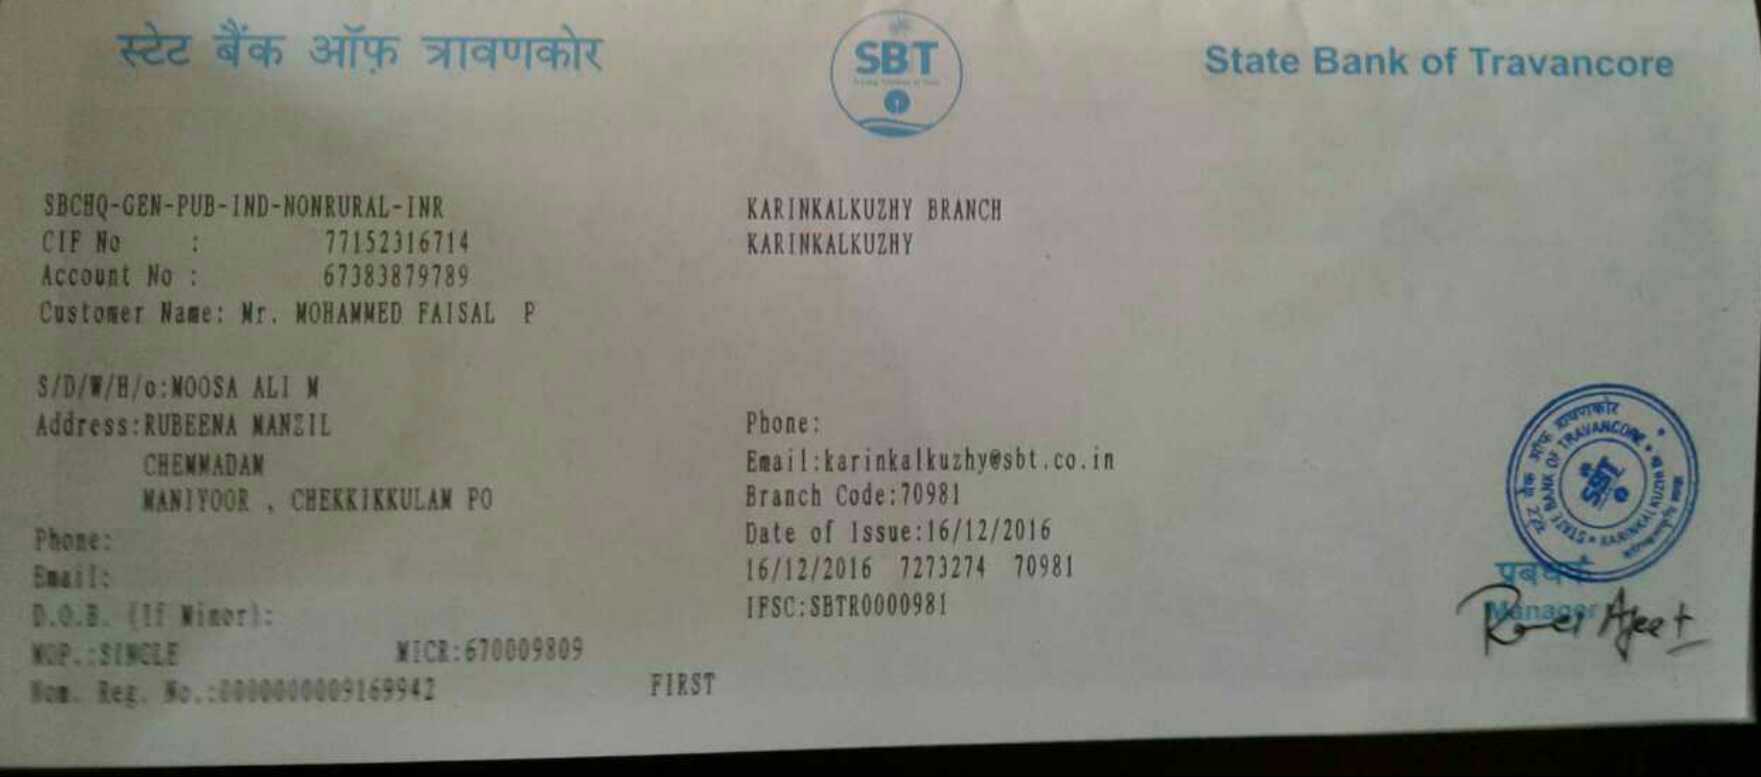 स्टेट बैंक ऑफ़ त्रावणकोर
SBT
State Bank of Travancore
SBCHQ-GEN-PUB-IND-NONRURAL-INR
CIF No : 77152316714
Account No : 67383879789
Customer Name: Mr. MOHAMMED FAISAL P
S/D/W/H/o:MOOSA ALI M
Address:RUBEENA MANZIL
CHEMMADAM
MANIYOOR , CHEKKIKKULAM PO
Phone:
Email:
D.O.B. (If Minor):
MOP.:SINGLE MICR:670009809
Nom. Reg. No.:0000000009169942 FIRST
KARINKALKUZHY BRANCH
KARINKALKUZHY
Phone:
Email:karinkalkuzhy@sbt.co.in
Branch Code:70981
Date of Issue:16/12/2016
16/12/2016 7273274 70981
IFSC:SBTR0000981
स्टेट बैंक ऑफ त्रावणकोर
STATE BANK OF TRAVANCORE
SBT
प्रबंधक
Manager